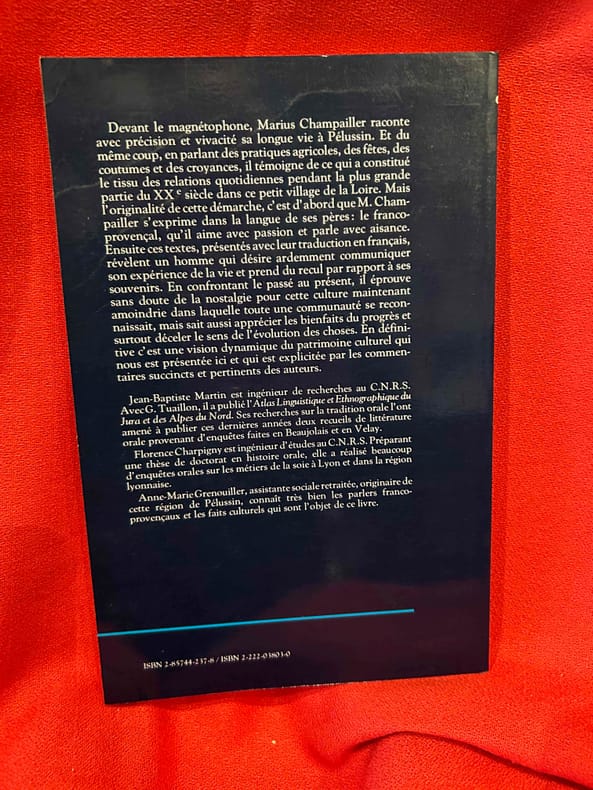 Devant le magnétophone, Marius Champailler raconte
avec précision et vivacité sa longue vie à Pélussin. Et du
même coup, en parlant des pratiques agricoles, des fêtes, des
coutumes et des croyances, il témoigne de ce qui a constitué
le tissu des relations quotidiennes pendant la plus grande
partie du XXe siècle dans ce petit village de la Loire. Mais
l'originalité de cette démarche, c'est d'abord que M. Cham-
pailler s'exprime dans la langue de ses pères : le franco-
provençal, qu'il aime avec passion et parle avec aisance.
Ensuite ces textes, présentés avec leur traduction en français,
révèlent un homme qui désire ardemment communiquer
son expérience de la vie et prend du recul par rapport à ses
souvenirs. En confrontant le passé au présent, il éprouve
sans doute de la nostalgie pour cette culture maintenant
amoindrie dans laquelle toute une communauté se recon-
naissait, mais sait aussi apprécier les bienfaits du progrès et
surtout déceler le sens de l'évolution des choses. En défini-
tive c'est une vision dynamique du patrimoine culturel qui
nous est présentée ici et qui est explicitée par les commen-
taires succincts et pertinents des auteurs.
Jean-Baptiste Martin est ingénieur de recherches au C.N.R.S.
Avec G. Tuaillon, il a publié l'Atlas Linguistique et Ethnographique du
Jura et des Alpes du Nord. Ses recherches sur la tradition orale l'ont
amené à publier ces dernières années deux recueils de littérature
orale provenant d'enquêtes faites en Beaujolais et en Velay.
Florence Charpigny est ingénieur d'études au C.N.R.S. Préparant
une thèse de doctorat en histoire orale, elle a réalisé beaucoup
d'enquêtes orales sur les métiers de la soie à Lyon et dans la région
lyonnaise.
Anne-Marie Grenouiller, assistante sociale retraitée, originaire de
cette région de Pélussin, connaît très bien les parlers franco-
provençaux et les faits culturels qui sont l'objet de ce livre.
ISBN 2-85744-237-8 / ISBN 2-222-03803-0